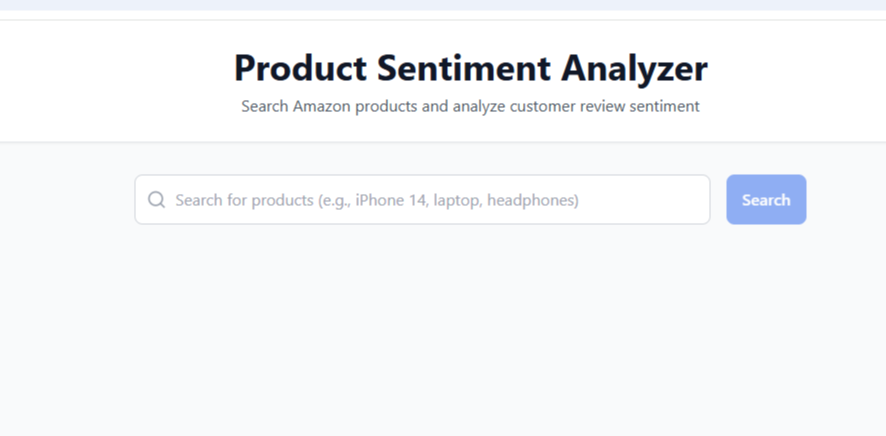 Product Sentiment Analyzer
Search Amazon products and analyze customer review sentiment
Search for products (e.g., iPhone 14, laptop, headphones)
Search